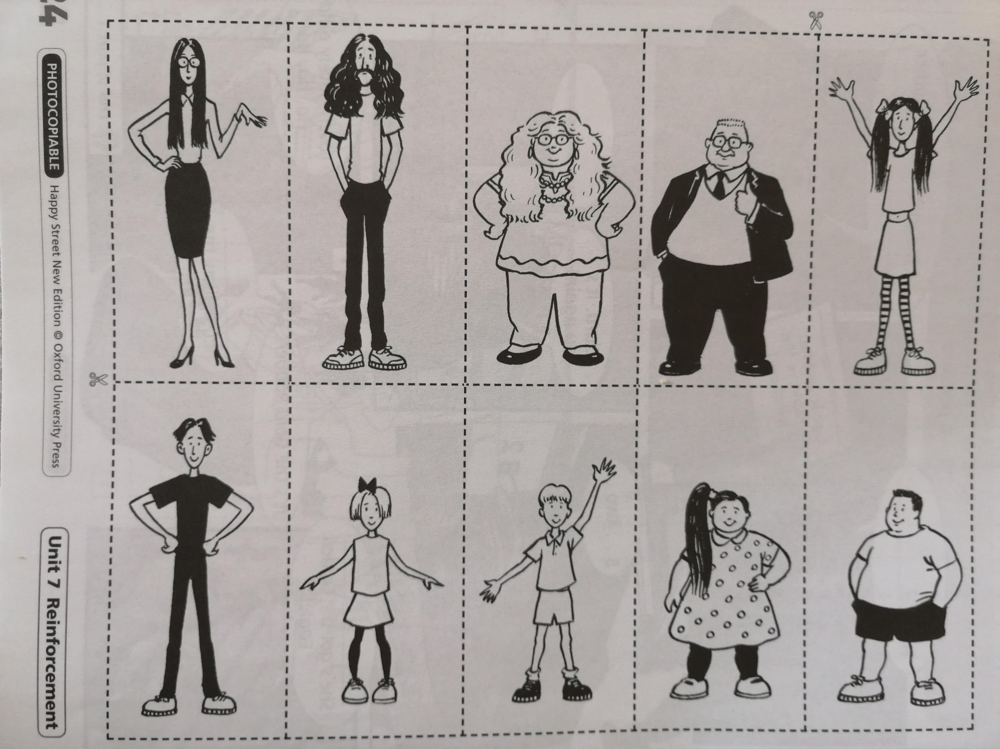 24
PHOTOCOPIABLE Happy Street New Edition © Oxford University Press
Unit 7 Reinforcement